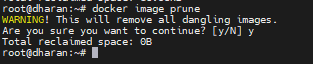 root@dharan:~# docker image prune
WARNING! This will remove all dangling images.
Are you sure you want to continue? [y/N] y
Total reclaimed space: 0B
root@dharan:~#